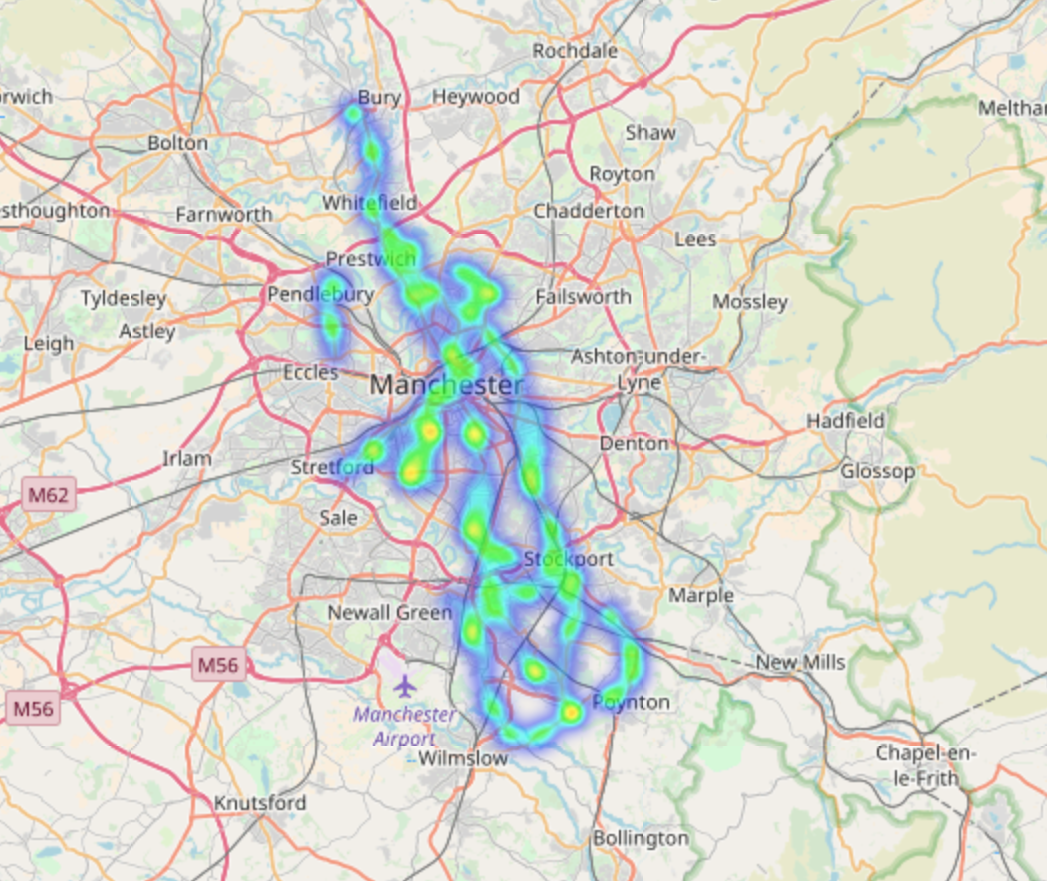 Rochdale
rwich
Bury
Heywood
Meltha
Shaw
Bolton
Royton
Whitefield
Chadderton
sthoughton
Farnworth
Lees
Prestwich
Pendlebury
Failsworth
Tyldesley
Mossley
Astley
Leigh
Ashton-under-
Lyne
Eccles
Manchester
Hadfield
Denton
Irlam
Stretford
Glossop
M62
Sale
Stockport
Marple
Newall Green
M56
New Mills
M56
Poynton
Manchester
Airport
Wilmslow
Chapel-en-
le-Frith
Knutsford
Bollington